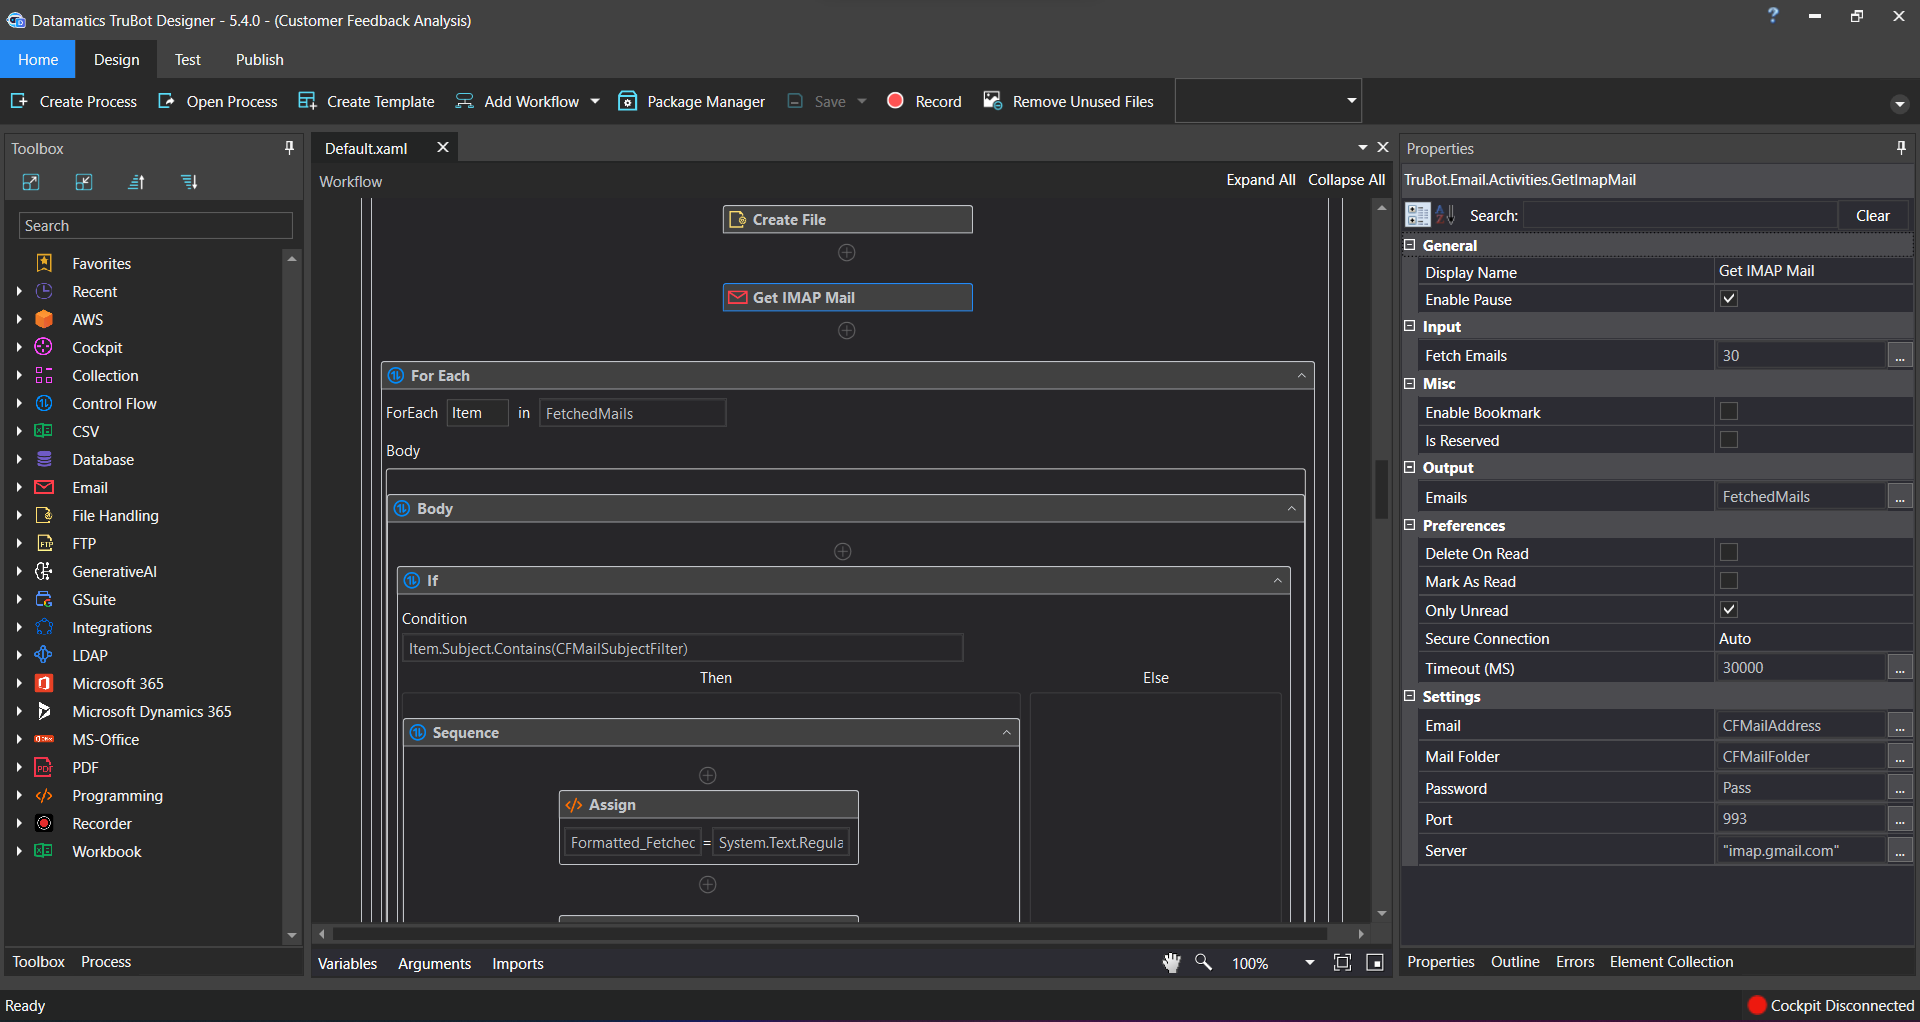 Datamatics TruBot Designer - 5.4.0 - (Customer Feedback Analysis)
Home Design Test Publish
Create Process Open Process Create Template Add Workflow Package Manager Save Record Remove Unused Files
Toolbox
Search
Favorites
Recent
AWS
Cockpit
Collection
Control Flow
CSV
Database
Email
File Handling
FTP
GenerativeAI
GSuite
Integrations
LDAP
Microsoft 365
Microsoft Dynamics 365
MS-Office
PDF
Programming
Recorder
Workbook
Toolbox Process
Default.xaml
Workflow Expand All Collapse All
Create File
Get IMAP Mail
For Each
ForEach Item in FetchedMails
Body
Body
If
Condition
Item.Subject.Contains(CFMailSubjectFilter)
Then Else
Sequence
Assign
Formatted_Fetchec = System.Text.Regula
Variables Arguments Imports 100%
Properties
TruBot.Email.Activities.GetImapMail
Search: Clear
General
Display Name Get IMAP Mail
Enable Pause
Input
Fetch Emails 30 ...
Misc
Enable Bookmark
Is Reserved
Output
Emails FetchedMails ...
Preferences
Delete On Read
Mark As Read
Only Unread
Secure Connection Auto
Timeout (MS) 30000 ...
Settings
Email CFMailAddress ...
Mail Folder CFMailFolder ...
Password Pass ...
Port 993 ...
Server "imap.gmail.com" ...
Properties Outline Errors Element Collection
Ready Cockpit Disconnected